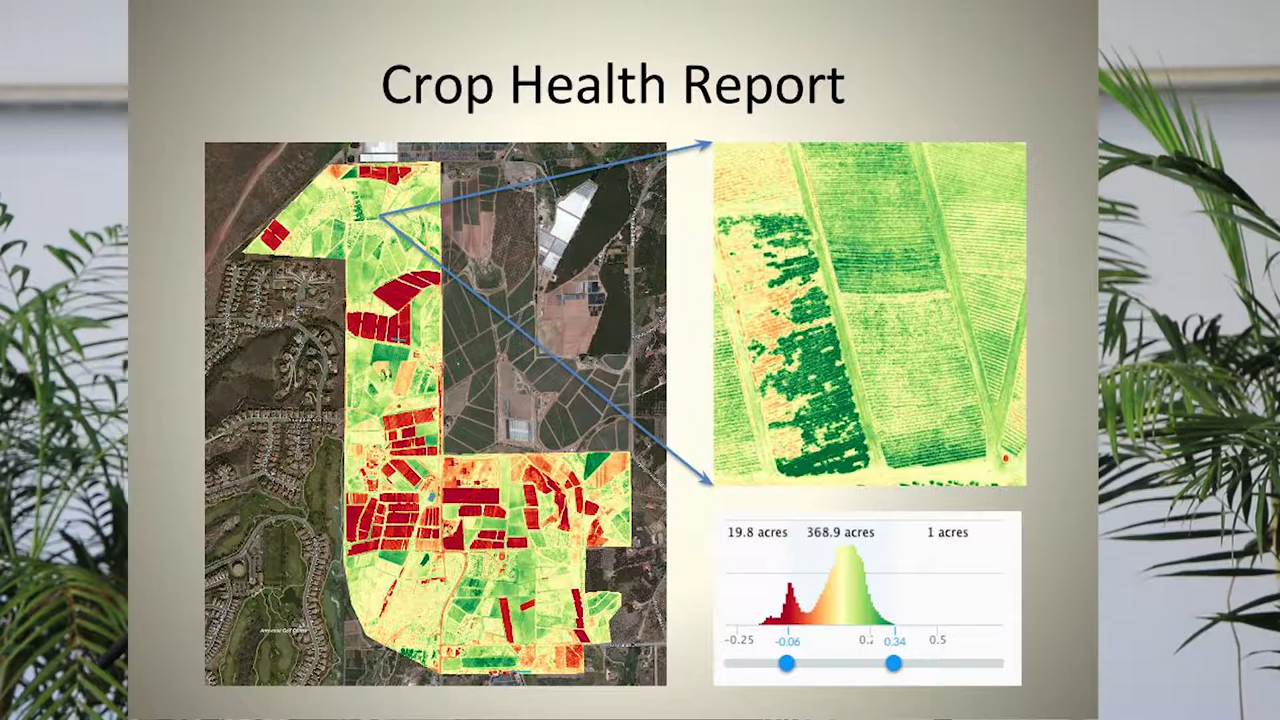 Crop Health Report
19.8 acres 368.9 acres 1 acres
-0.25 -0.06 0.2 0.34 0.5